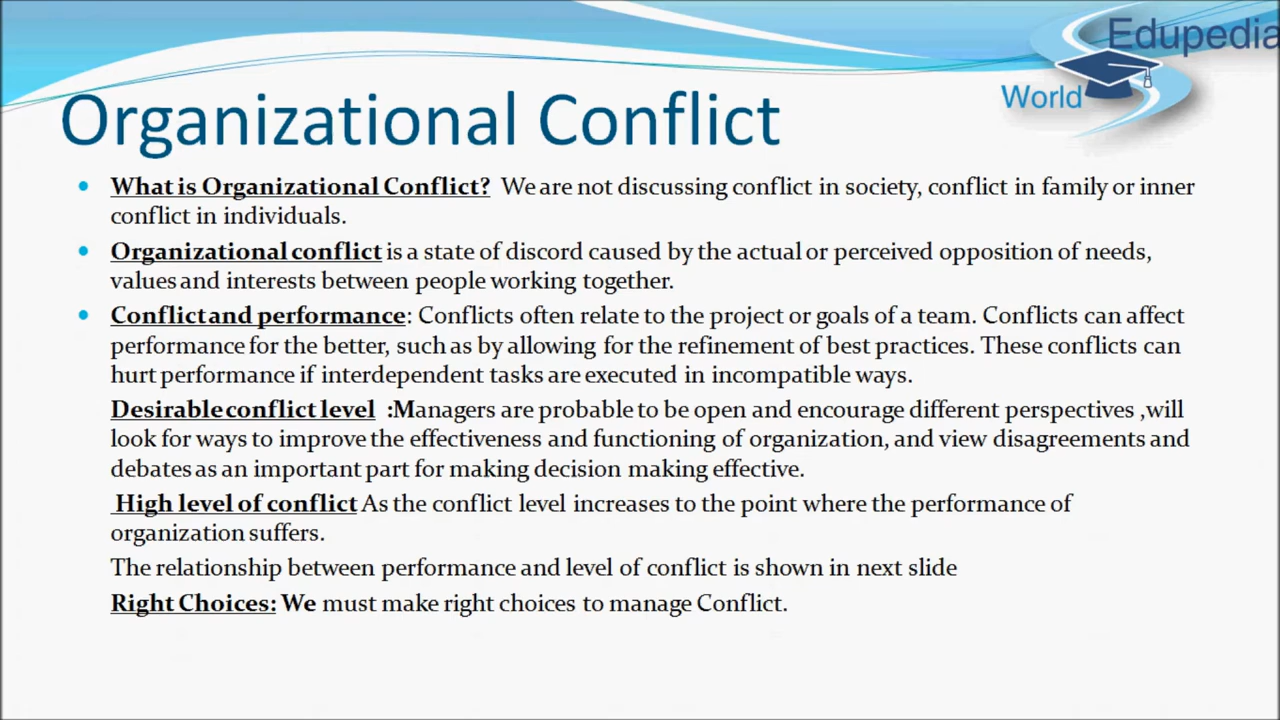 Edupedia
World
Organizational Conflict
• What is Organizational Conflict? We are not discussing conflict in society, conflict in family or inner
conflict in individuals.
• Organizational conflict is a state of discord caused by the actual or perceived opposition of needs,
values and interests between people working together.
• Conflict and performance: Conflicts often relate to the project or goals of a team. Conflicts can affect
performance for the better, such as by allowing for the refinement of best practices. These conflicts can
hurt performance if interdependent tasks are executed in incompatible ways.
Desirable conflict level :Managers are probable to be open and encourage different perspectives ,will
look for ways to improve the effectiveness and functioning of organization, and view disagreements and
debates as an important part for making decision making effective.
High level of conflict As the conflict level increases to the point where the performance of
organization suffers.
The relationship between performance and level of conflict is shown in next slide
Right Choices: We must make right choices to manage Conflict.